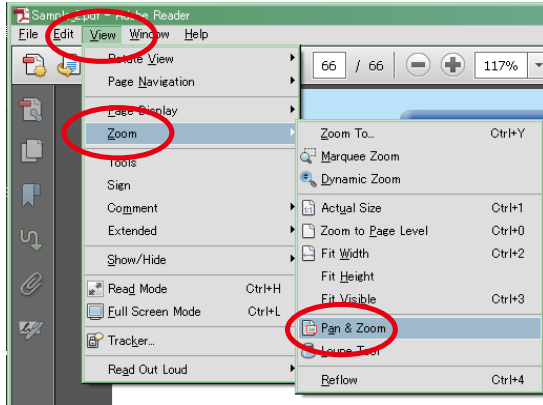 Sample_2.pdf - Adobe Reader
File Edit View Window Help
Rotate View
66 / 66 117%
Page Navigation
Page Display
Zoom
Zoom To... Ctrl+Y
Tools
Marquee Zoom
Sign
Dynamic Zoom
Comment
Actual Size Ctrl+1
Extended
Zoom to Page Level Ctrl+0
Show/Hide
Fit Width Ctrl+2
Fit Height
Read Mode Ctrl+H
Fit Visible Ctrl+3
Full Screen Mode Ctrl+L
Pan & Zoom
Tracker...
Loupe Tool
Read Out Loud
Reflow Ctrl+4